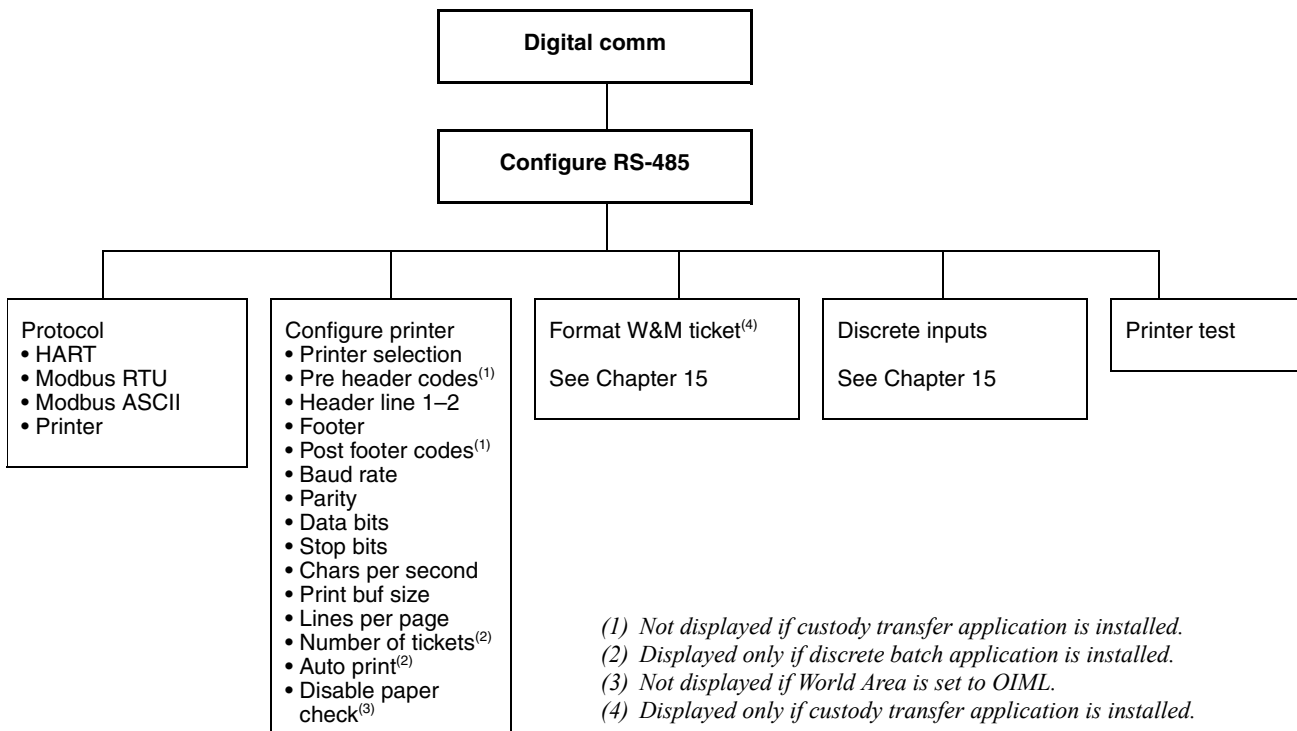 Digital comm
Configure RS-485
Protocol
• HART
• Modbus RTU
• Modbus ASCII
• Printer
Configure printer
• Printer selection
• Pre header codes(1)
• Header line 1–2
• Footer
• Post footer codes(1)
• Baud rate
• Parity
• Data bits
• Stop bits
• Chars per second
• Print buf size
• Lines per page
• Number of tickets(2)
• Auto print(2)
• Disable paper
check(3)
Format W&M ticket(4)
See Chapter 15
Discrete inputs
See Chapter 15
Printer test
(1) Not displayed if custody transfer application is installed.
(2) Displayed only if discrete batch application is installed.
(3) Not displayed if World Area is set to OIML.
(4) Displayed only if custody transfer application is installed.